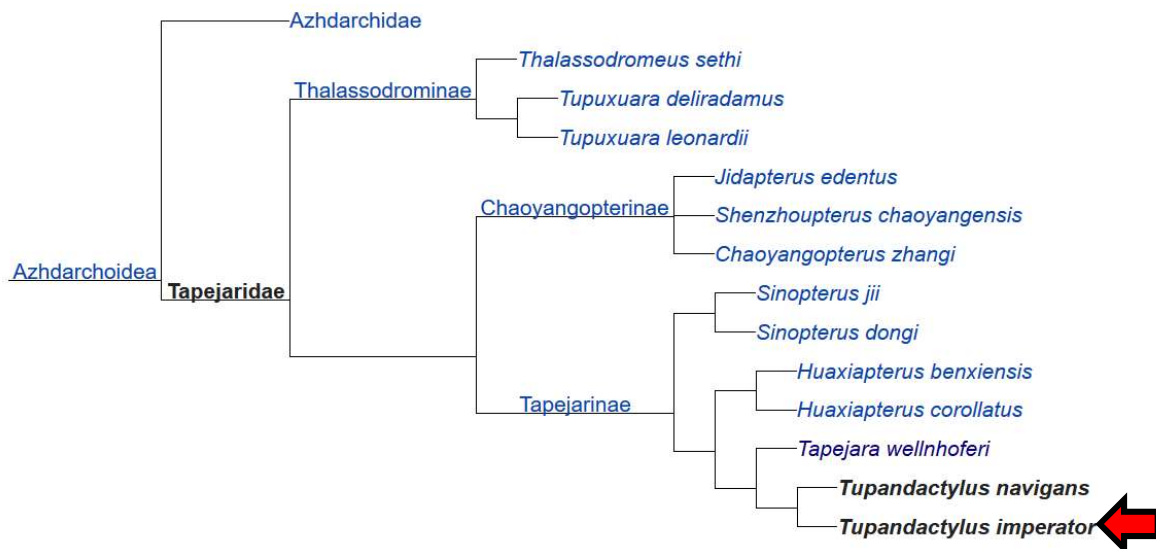 Azhdarchidae
Thalassodromeus sethi
Thalassodrominae
Tupuxuara deliradamus
Tupuxuara leonardii
Jidapterus edentus
Chaoyangopterinae
Shenzhoupterus chaoyangensis
Chaoyangopterus zhangi
Azhdarchoidea
Tapejaridae
Sinopterus jii
Sinopterus dongi
Huaxiapterus benxiensis
Tapejarinae
Huaxiapterus corollatus
Tapejara wellnhoferi
Tupandactylus navigans
Tupandactylus imperator